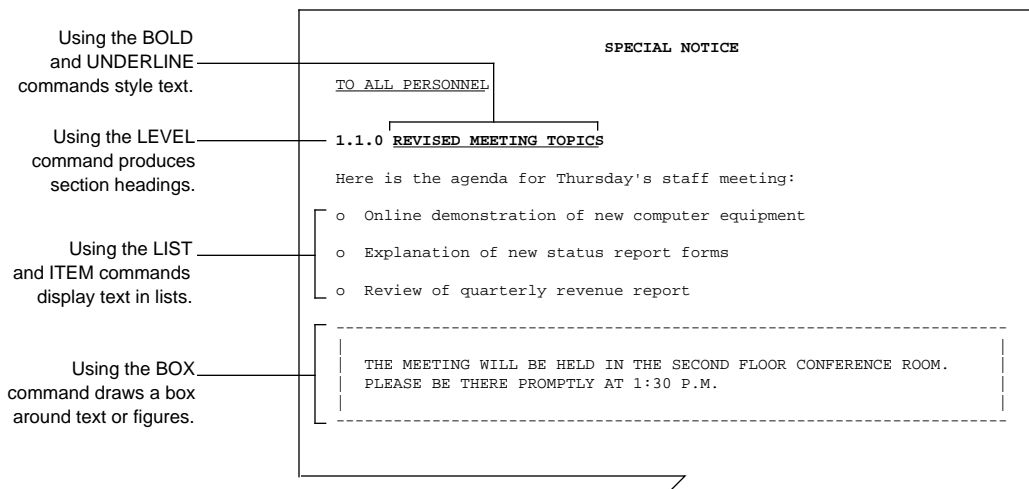 Using the BOLD
and UNDERLINE
commands style text.
Using the LEVEL
command produces
section headings.
Using the LIST
and ITEM commands
display text in lists.
Using the BOX
command draws a box
around text or figures.
SPECIAL NOTICE
TO ALL PERSONNEL
1.1.0 REVISED MEETING TOPICS
Here is the agenda for Thursday's staff meeting:
o Online demonstration of new computer equipment
o Explanation of new status report forms
o Review of quarterly revenue report
THE MEETING WILL BE HELD IN THE SECOND FLOOR CONFERENCE ROOM.
PLEASE BE THERE PROMPTLY AT 1:30 P.M.